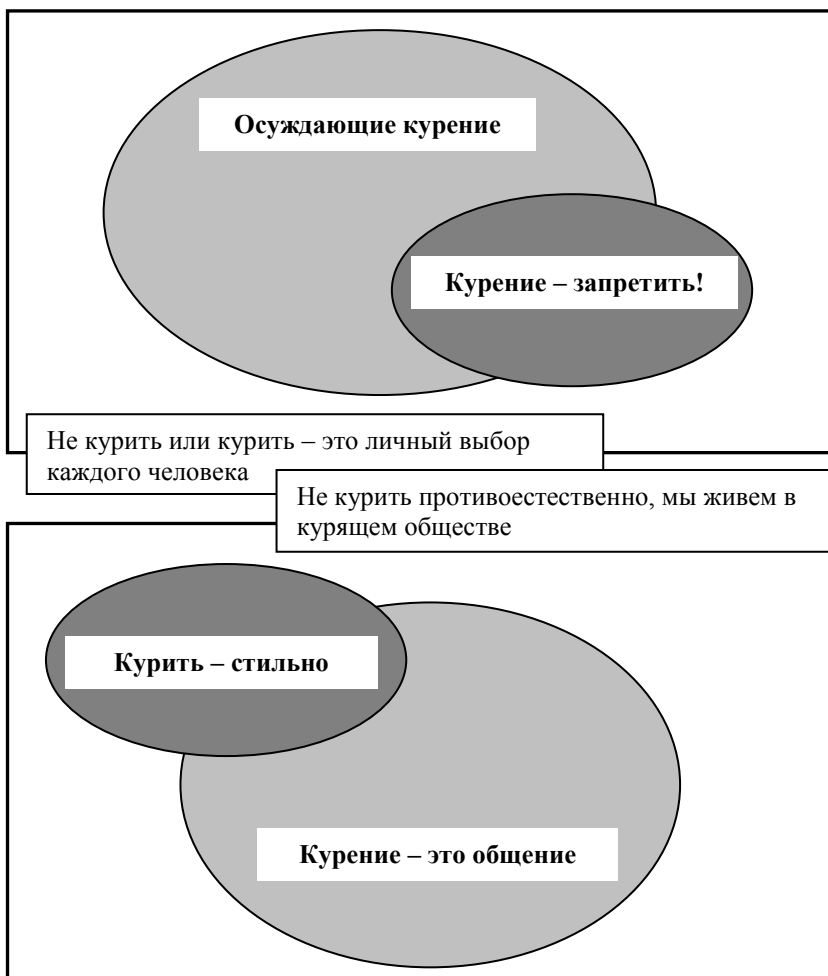 Осуждающие курение
Курение – запретить!
Не курить или курить – это личный выбор
каждого человека
Не курить противоестественно, мы живем в
курящем обществе
Курить – стильно
Курение – это общение